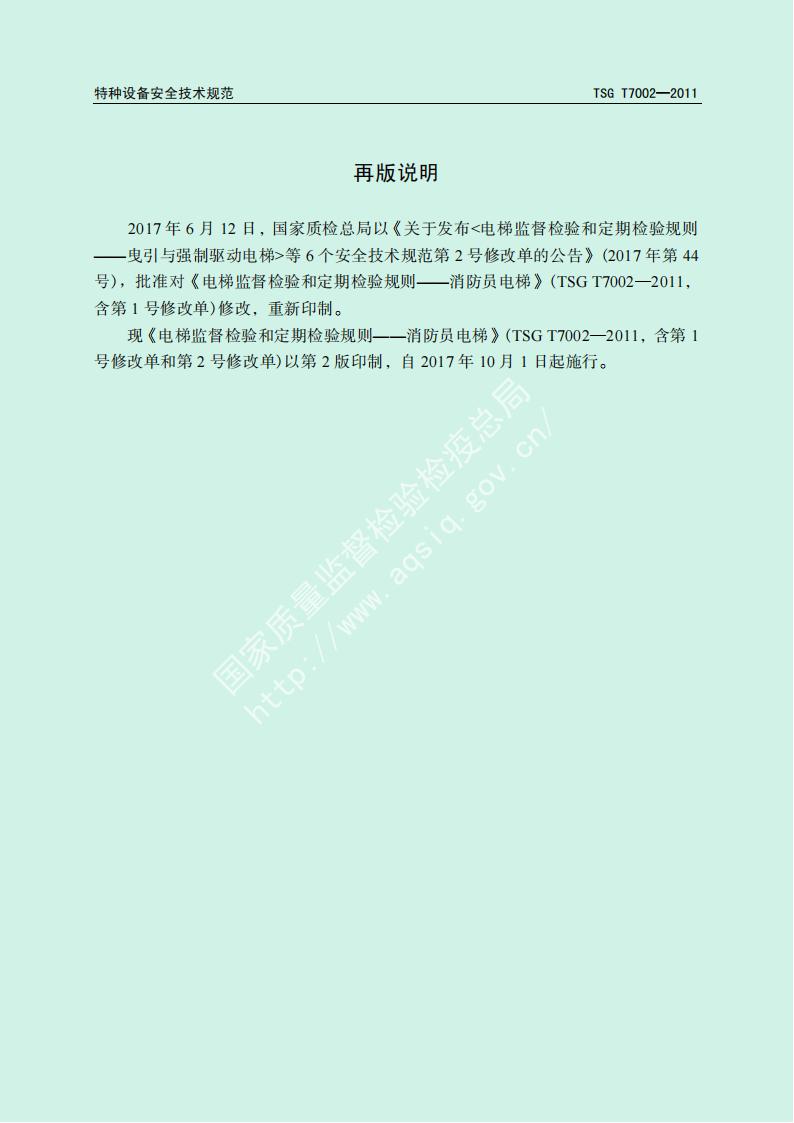 特种设备安全技术规范 TSG T7002—2011
再版说明
2017 年 6 月 12 日，国家质检总局以《关于发布<电梯监督检验和定期检验规则
——曳引与强制驱动电梯>等 6 个安全技术规范第 2 号修改单的公告》(2017 年第 44
号)，批准对《电梯监督检验和定期检验规则——消防员电梯》(TSG T7002—2011，
含第 1 号修改单)修改，重新印制。
现《电梯监督检验和定期检验规则——消防员电梯》(TSG T7002—2011，含第 1
号修改单和第 2 号修改单)以第 2 版印制，自 2017 年 10 月 1 日起施行。
国家质量监督检验检疫总局
http://www.aqsiq.gov.cn/